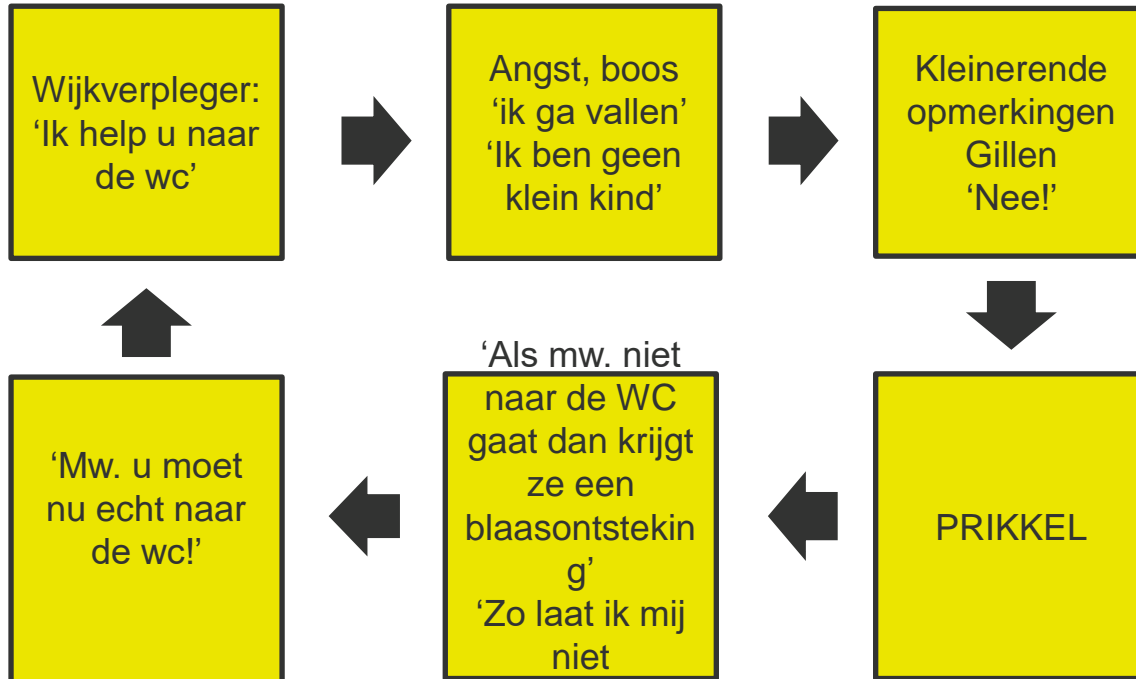 Wijkverpleger:
‘Ik help u naar
de wc’
Angst, boos
‘ik ga vallen’
‘Ik ben geen
klein kind’
Kleinerende
opmerkingen
Gillen
‘Nee!’
PRIKKEL
‘Als mw. niet
naar de WC
gaat dan krijgt
ze een
blaasontstekin
g’
‘Zo laat ik mij
niet
‘Mw. u moet
nu echt naar
de wc!’